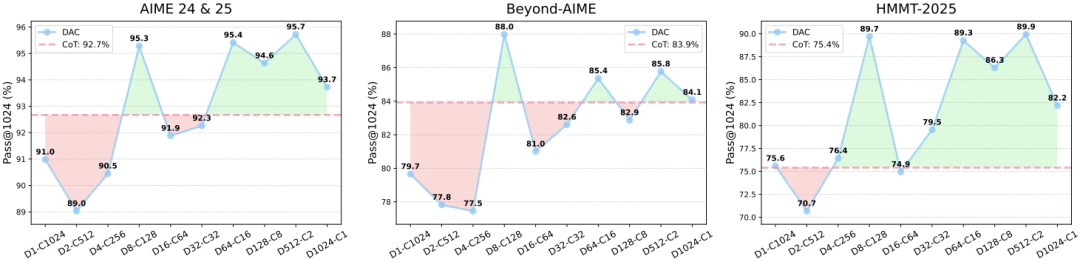 AIME 24 & 25
Pass@1024 (%)
96
95
94
93
92
91
90
89
DAC
CoT: 92.7%
91.0
89.0
90.5
95.3
91.9
92.3
95.4
94.6
95.7
93.7
D1-C1024
D2-C512
D4-C256
D8-C128
D16-C64
D32-C32
D64-C16
D128-C8
D512-C2
D1024-C1
Beyond-AIME
Pass@1024 (%)
88
86
84
82
80
78
DAC
CoT: 83.9%
79.7
77.8
77.5
88.0
81.0
82.6
85.4
82.9
85.8
84.1
D1-C1024
D2-C512
D4-C256
D8-C128
D16-C64
D32-C32
D64-C16
D128-C8
D512-C2
D1024-C1
HMMT-2025
Pass@1024 (%)
90.0
87.5
85.0
82.5
80.0
77.5
75.0
72.5
70.0
DAC
CoT: 75.4%
75.6
70.7
76.4
89.7
74.9
79.5
89.3
86.3
89.9
82.2
D1-C1024
D2-C512
D4-C256
D8-C128
D16-C64
D32-C32
D64-C16
D128-C8
D512-C2
D1024-C1